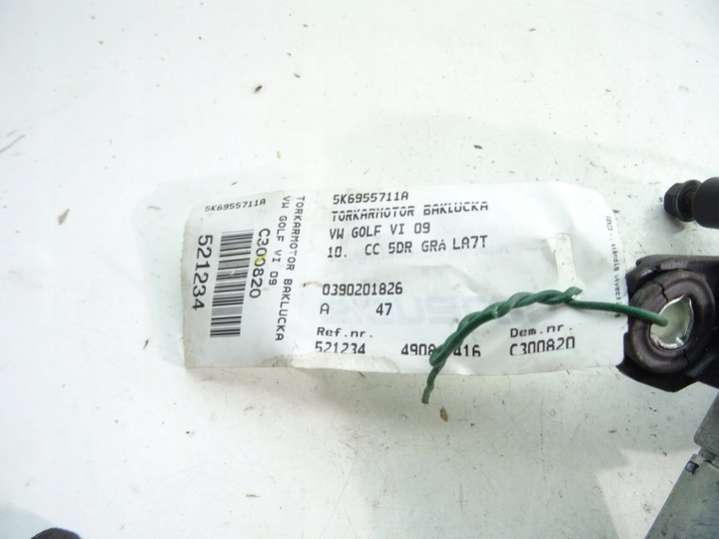 5K6955711A
TORKARMOTOR BAKLUCKA
VW GOLF VI 09
C300820
521234
5K6955711A
TORKARMOTOR BAKLUCKA
VW GOLF VI 09
10. CC 5DR GRÅ LA7T
0390201826
A 47
Ref.nr. Dem.nr.
521234 C300820